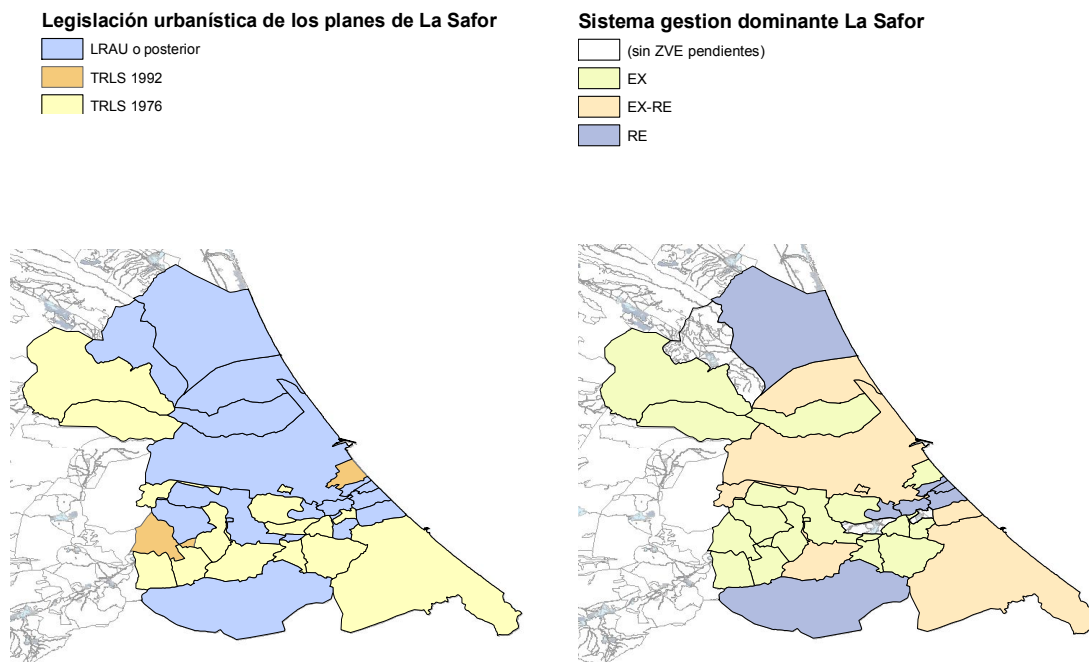 Legislación urbanística de los planes de La Safor
LRAU o posterior
TRLS 1992
TRLS 1976
Sistema gestion dominante La Safor
(sin ZVE pendientes)
EX
EX-RE
RE